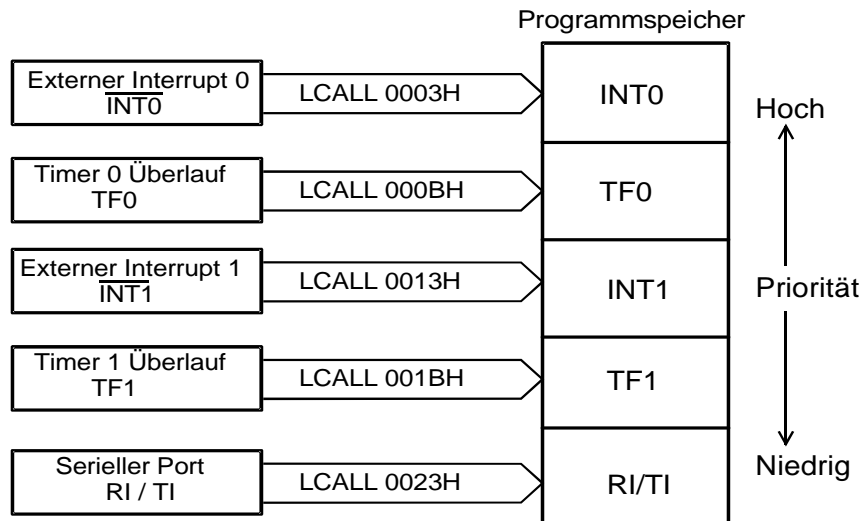 Programmspeicher
Externer Interrupt 0
INT0
LCALL 0003H
INT0
Hoch
Timer 0 Überlauf
TF0
LCALL 000BH
TF0
Externer Interrupt 1
INT1
LCALL 0013H
INT1
Priorität
Timer 1 Überlauf
TF1
LCALL 001BH
TF1
Serieller Port
RI / TI
LCALL 0023H
RI/TI
Niedrig